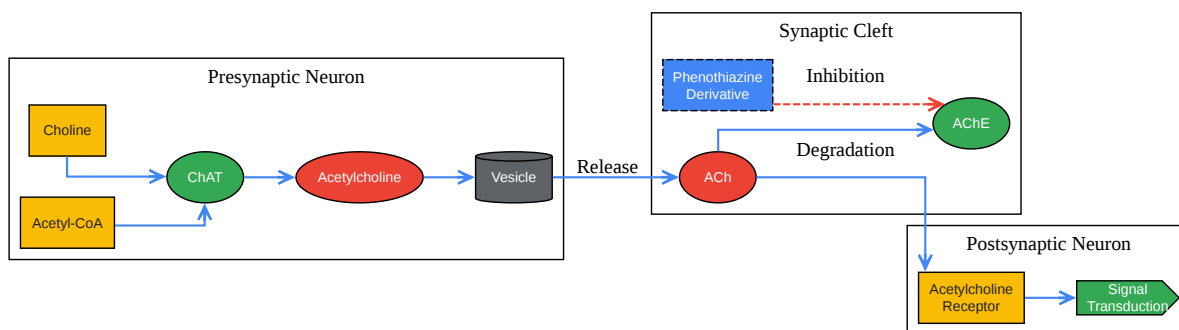 Synaptic Cleft
Presynaptic Neuron
Phenothiazine
Derivative
Inhibition
AChE
Choline
Degradation
ChAT
Acetylcholine
Vesicle
Release
ACh
Acetyl-CoA
Postsynaptic Neuron
Acetylcholine
Receptor
Signal
Transduction